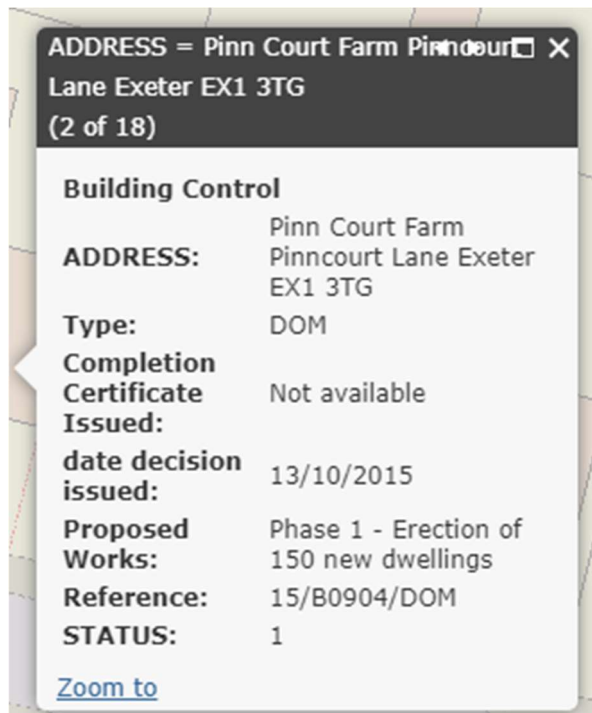 ADDRESS = Pinn Court Farm Pinncourt
Lane Exeter EX1 3TG
(2 of 18)
Building Control
ADDRESS: Pinn Court Farm
Pinncourt Lane Exeter
EX1 3TG
Type: DOM
Completion
Certificate
Issued: Not available
date decision
issued: 13/10/2015
Proposed
Works: Phase 1 - Erection of
150 new dwellings
Reference: 15/B0904/DOM
STATUS: 1
Zoom to